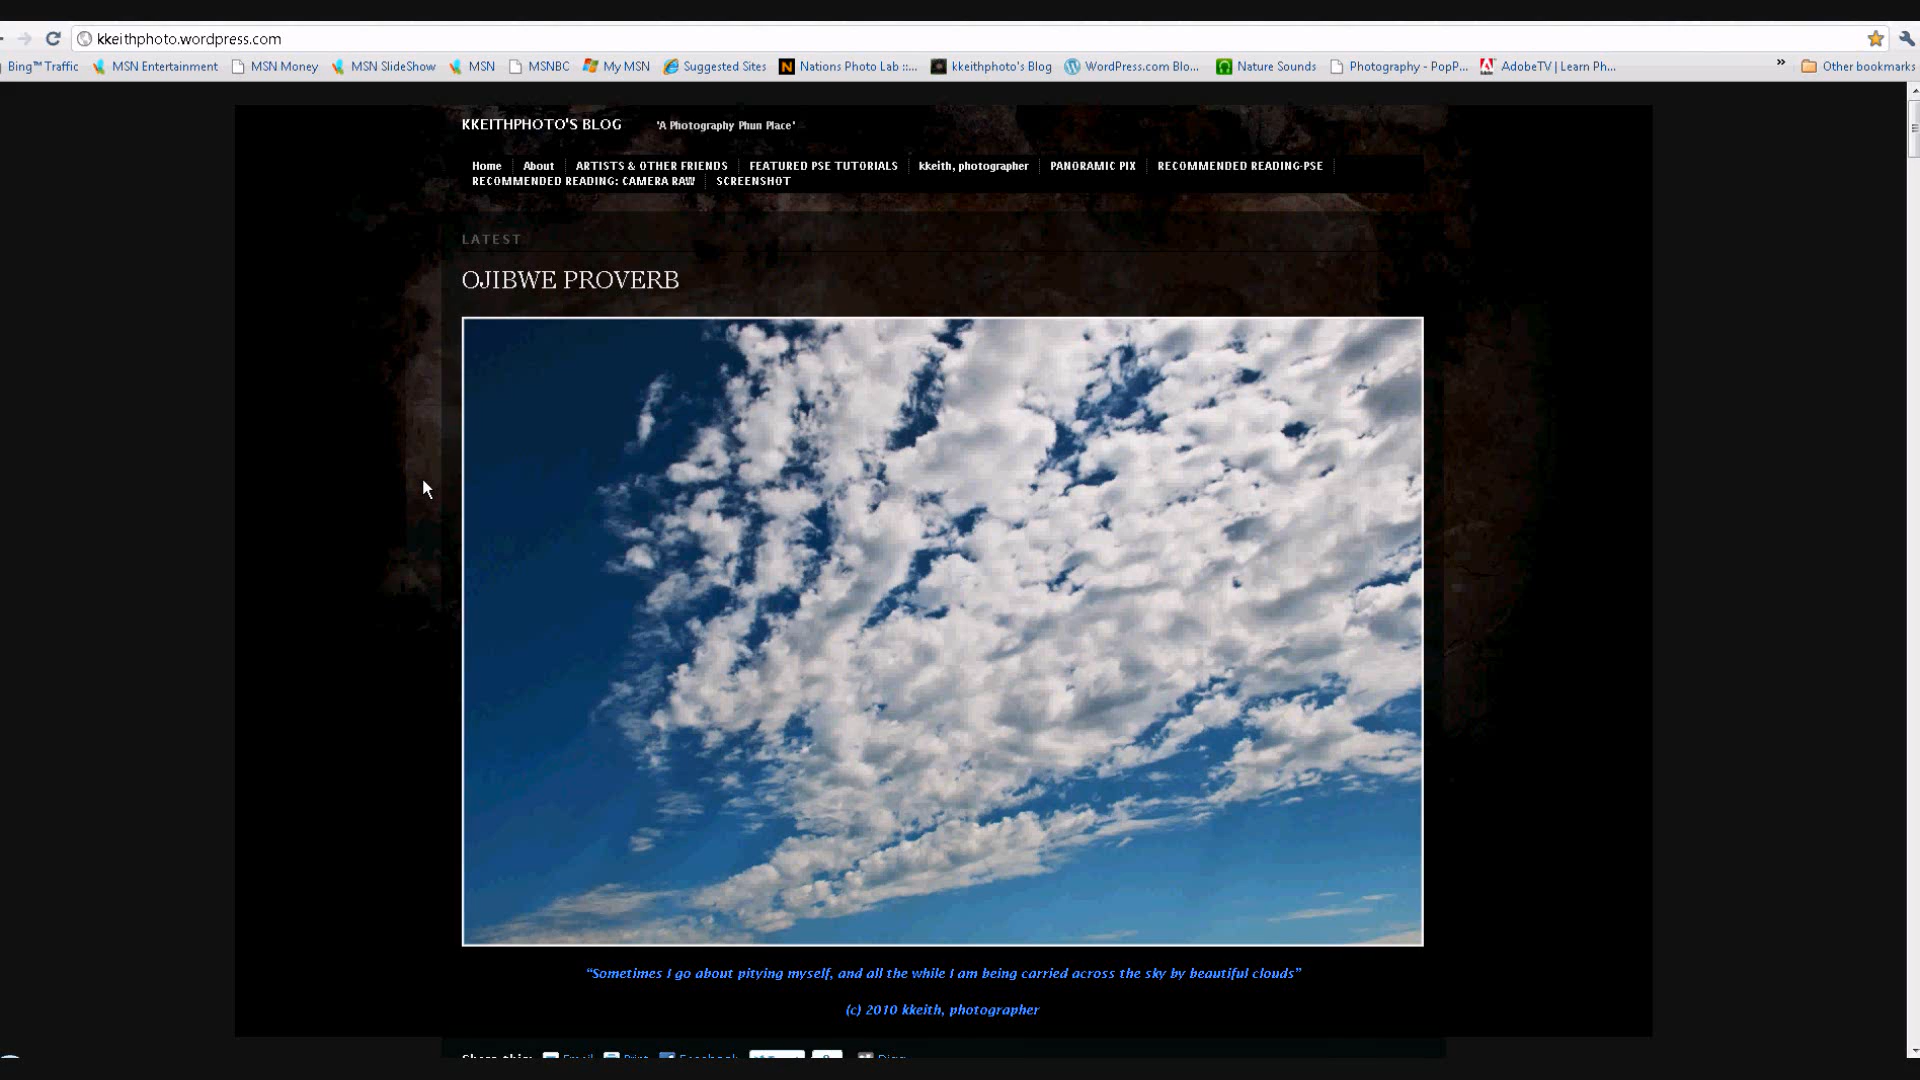 kkeithphoto.wordpress.com
Bing™ Traffic MSN Entertainment MSN Money MSN SlideShow MSN MSNBC My MSN Suggested Sites Nations Photo Lab ::... kkeithphoto's Blog WordPress.com Blo... Nature Sounds Photography - PopP... AdobeTV | Learn Ph... » Other bookmarks
KKEITHPHOTO'S BLOG 'A Photography Phun Place'
Home About ARTISTS & OTHER FRIENDS FEATURED PSE TUTORIALS kkeith, photographer PANORAMIC PIX RECOMMENDED READING-PSE
RECOMMENDED READING: CAMERA RAW SCREENSHOT
LATEST
OJIBWE PROVERB
“Sometimes I go about pitying myself, and all the while I am being carried across the sky by beautiful clouds”
(c) 2010 kkeith, photographer
Share this: Email Print Facebook Digg